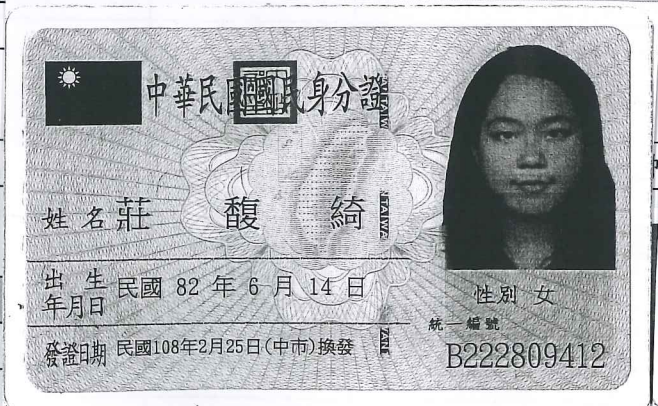 中華民國國民身分證
姓名 莊馥綺
出生年月日 民國 82 年 6 月 14 日
性別 女
統一編號
B222809412
發證日期 民國108年2月25日(中市)換發